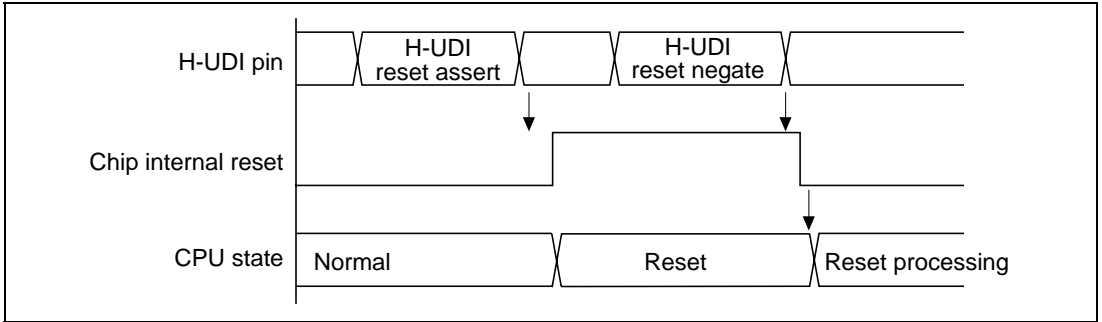 H-UDI pin
H-UDI
reset assert
H-UDI
reset negate
Chip internal reset
CPU state
Normal
Reset
Reset processing